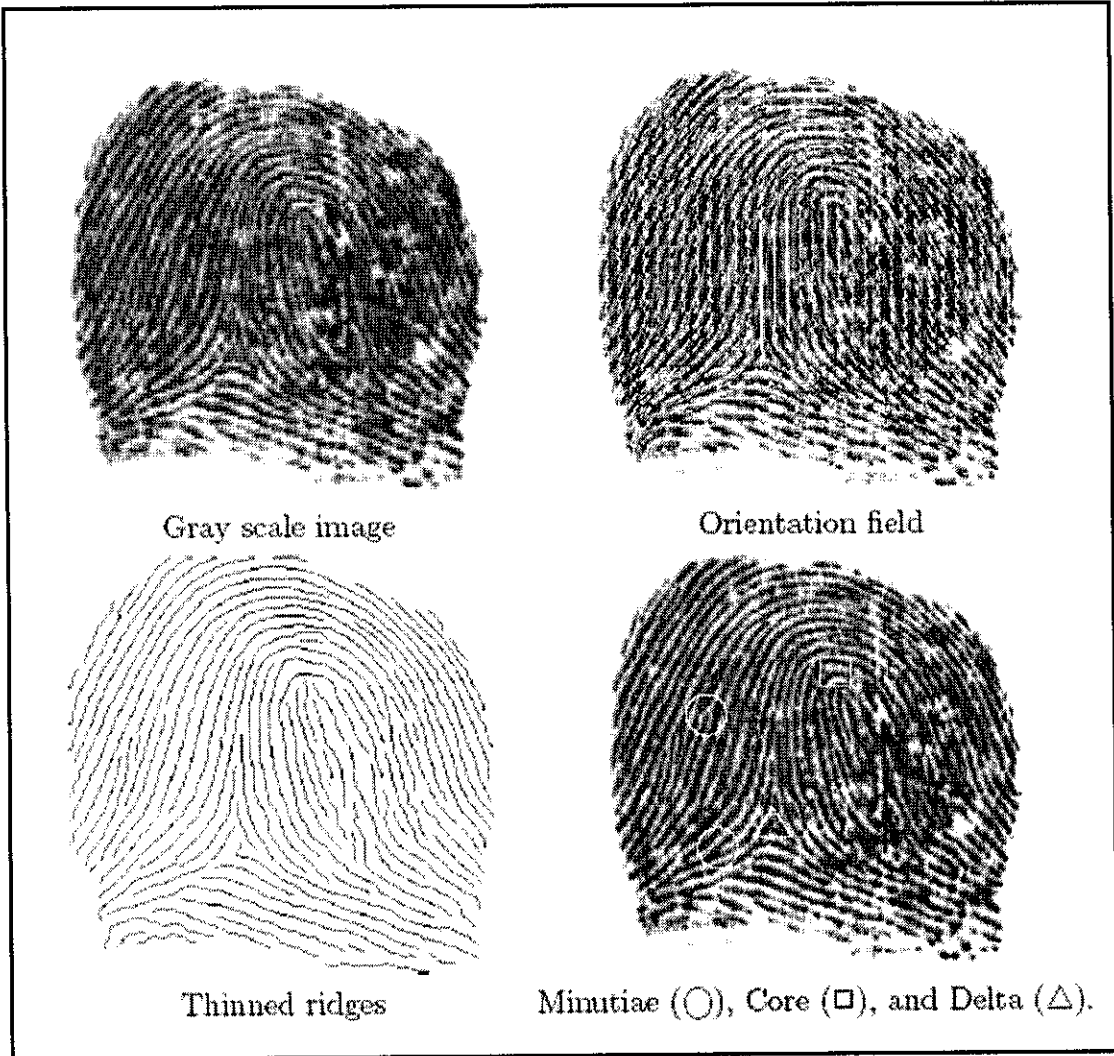 Gray scale image
Orientation field
Thinned ridges
Minutiae (○), Core (□), and Delta (△).